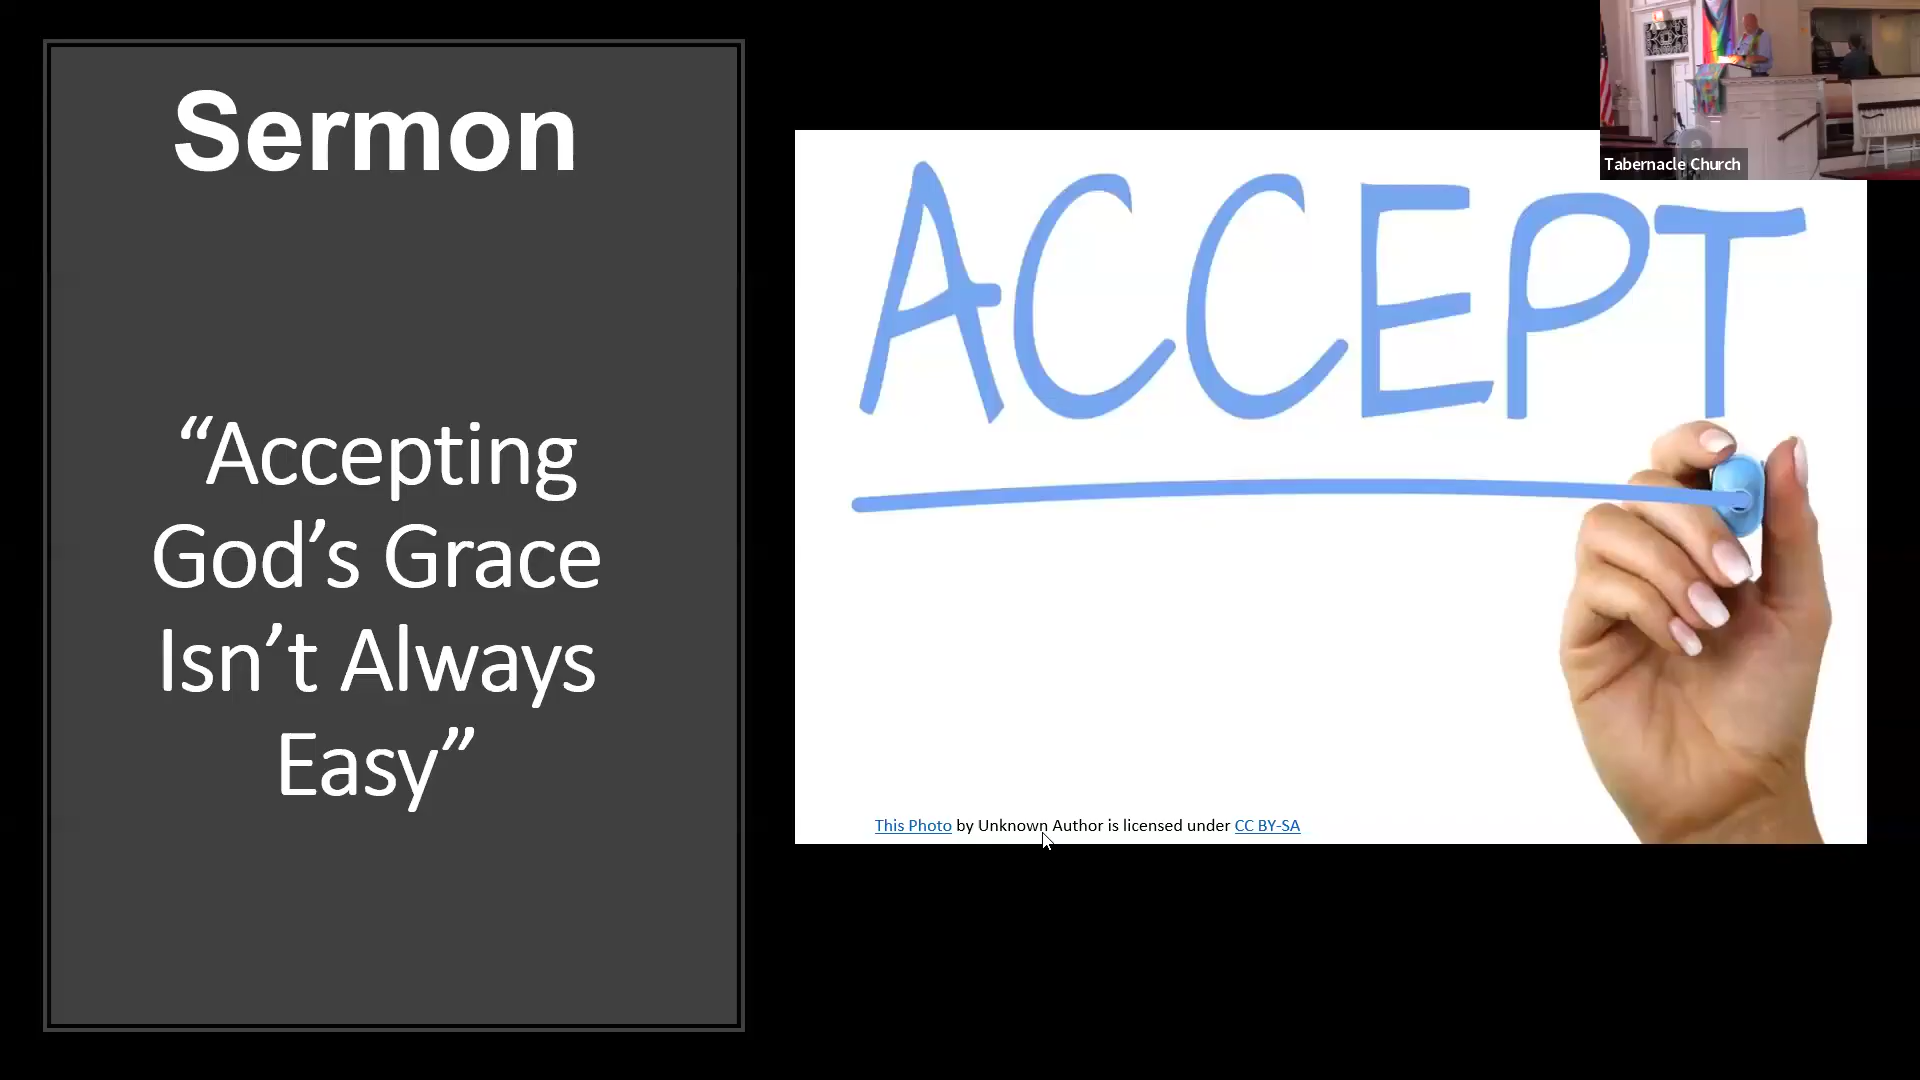 Sermon
“Accepting
God’s Grace
Isn’t Always
Easy”
ACCEPT
This Photo by Unknown Author is licensed under CC BY-SA
Tabernacle Church